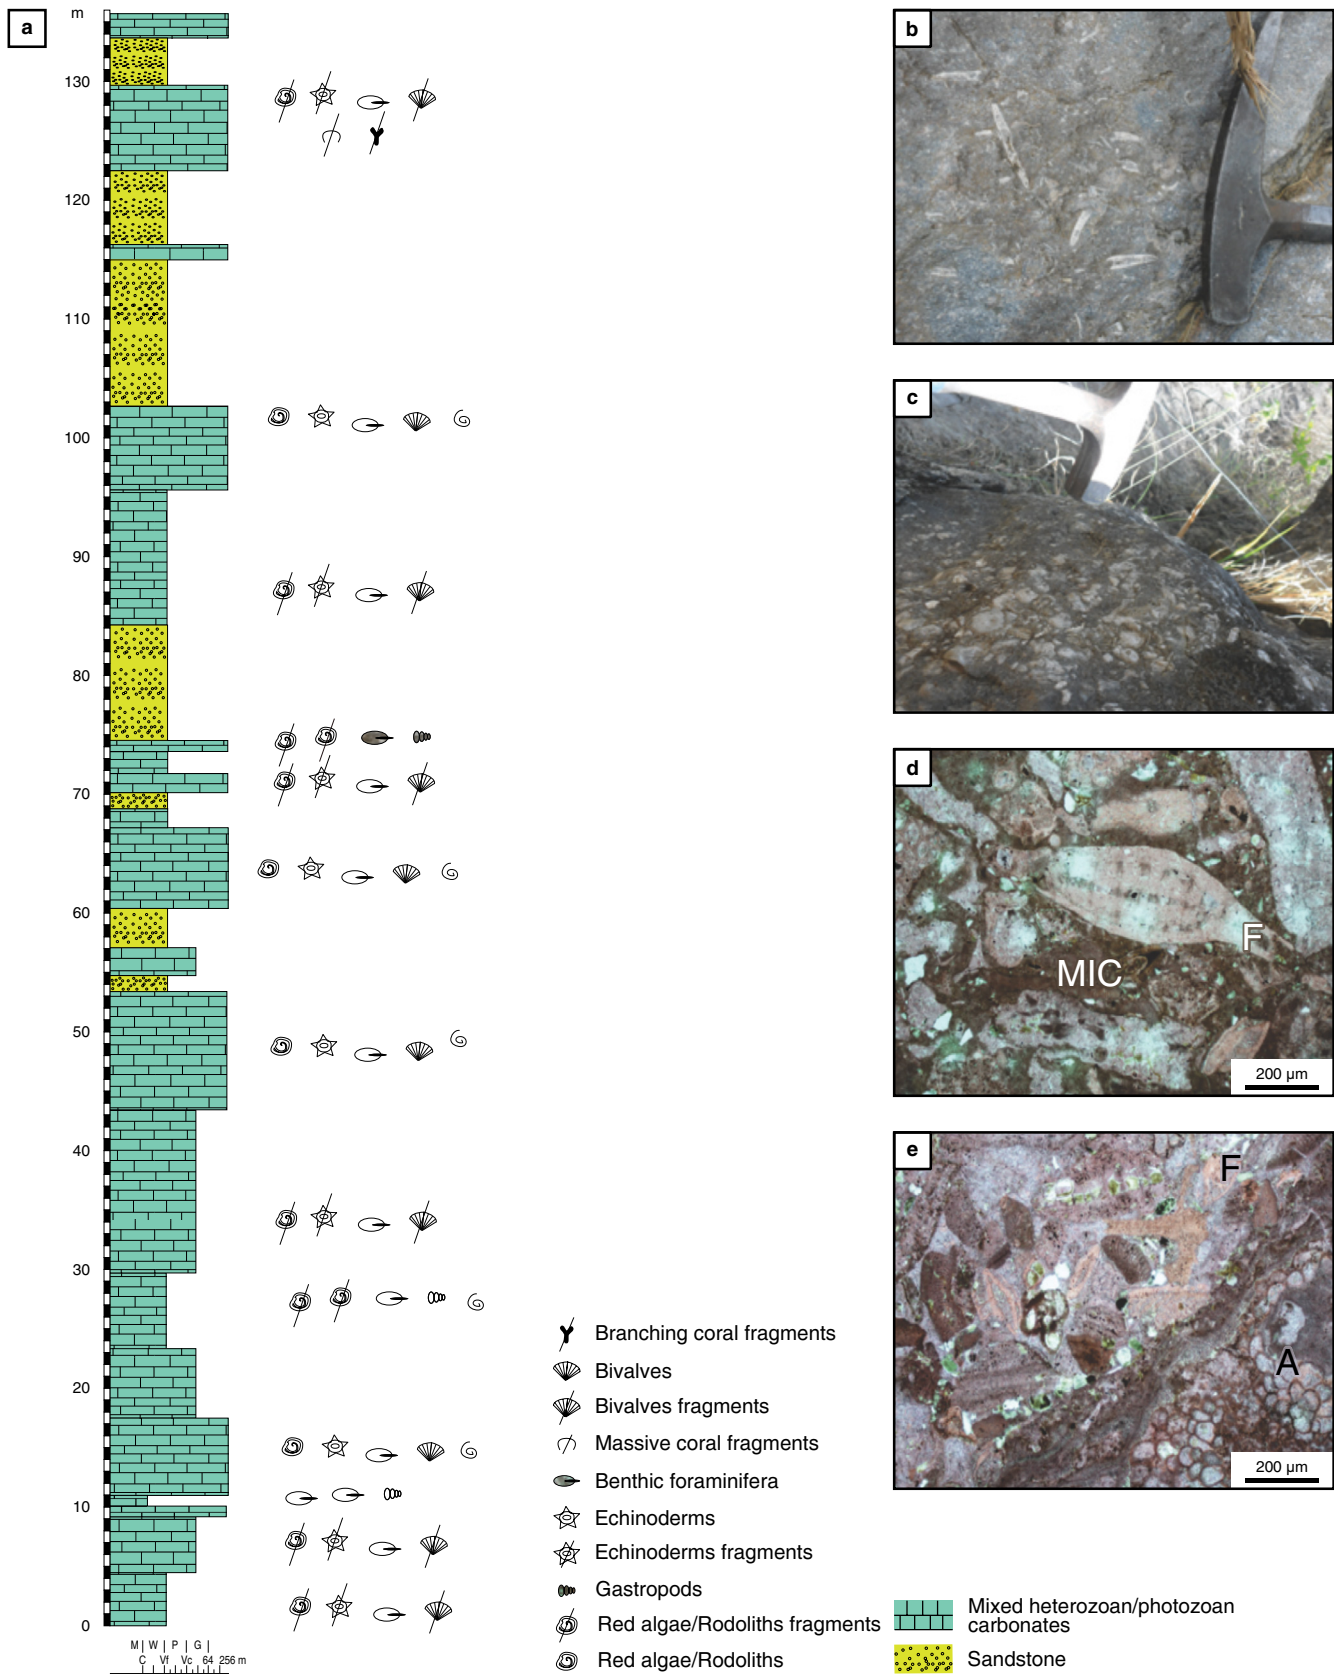 a
m
130
120
110
100
90
80
70
60
50
40
30
20
10
0
M W P G
C Vf Vc 64 256 m
Branching coral fragments
Bivalves
Bivalves fragments
Massive coral fragments
Benthic foraminifera
Echinoderms
Echinoderms fragments
Gastropods
Red algae/Rodoliths fragments
Red algae/Rodoliths
b
c
d
F
MIC
200 µm
e
F
A
200 µm
Mixed heterozoan/photozoan
carbonates
Sandstone